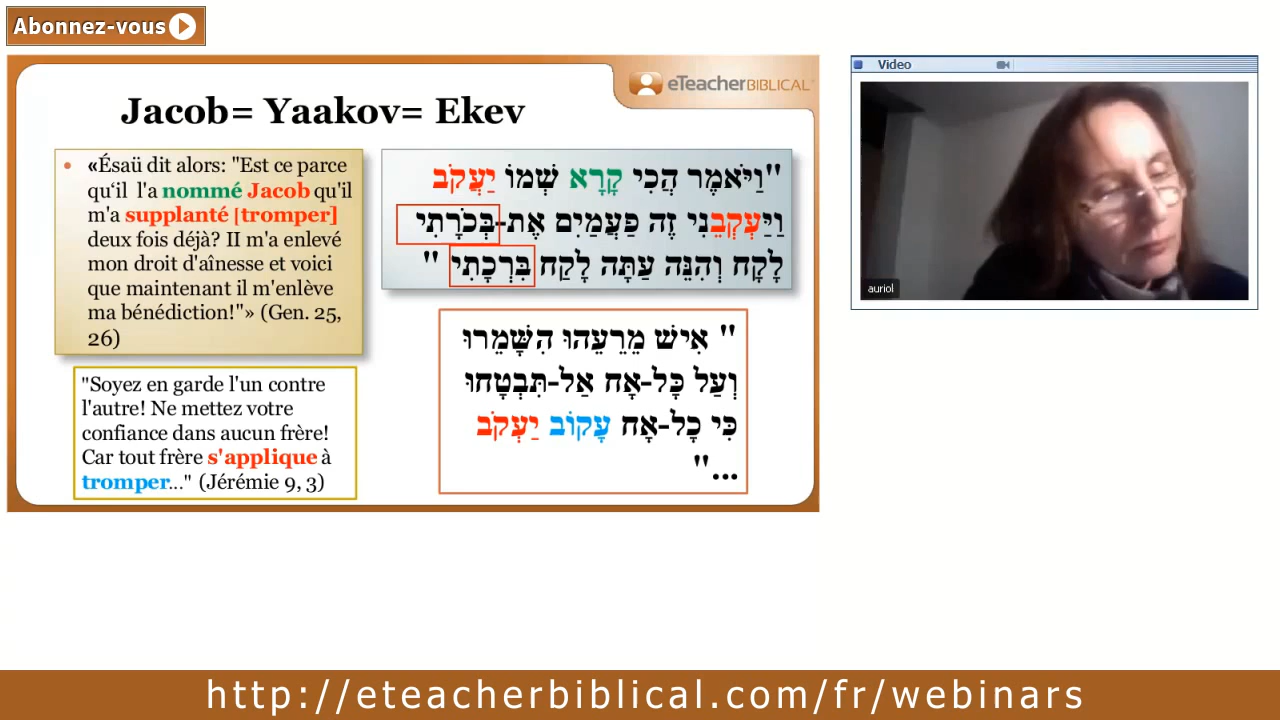 Abonnez-vous
eTeacherBIBLICAL
Jacob= Yaakov= Ekev
• «Ésaü dit alors: "Est ce parce
qu'il l'a nommé Jacob qu'il
m'a supplanté [tromper]
deux fois déjà? II m'a enlevé
mon droit d'aînesse et voici
que maintenant il m'enlève
ma bénédiction!"» (Gen. 25,
26)
"וַיֹּאמֶר הֲכִי קָרָא שְׁמוֹ יַעֲקֹב
וַיַּעְקְבֵנִי זֶה פַּעֲמַיִם אֶת-בְּכֹרָתִי
לָקָח וְהִנֵּה עַתָּה לָקַח בִּרְכָתִי "
"Soyez en garde l'un contre
l'autre! Ne mettez votre
confiance dans aucun frère!
Car tout frère s'applique à
tromper..." (Jérémie 9, 3)
" אִישׁ מֵרֵעֵהוּ הִשָּׁמֵרוּ
וְעַל כָּל-אָח אַל-תִּבְטָחוּ
כִּי כָל-אָח עָקוֹב יַעְקֹב
..."
Video
auriol
http://eteacherbiblical.com/fr/webinars